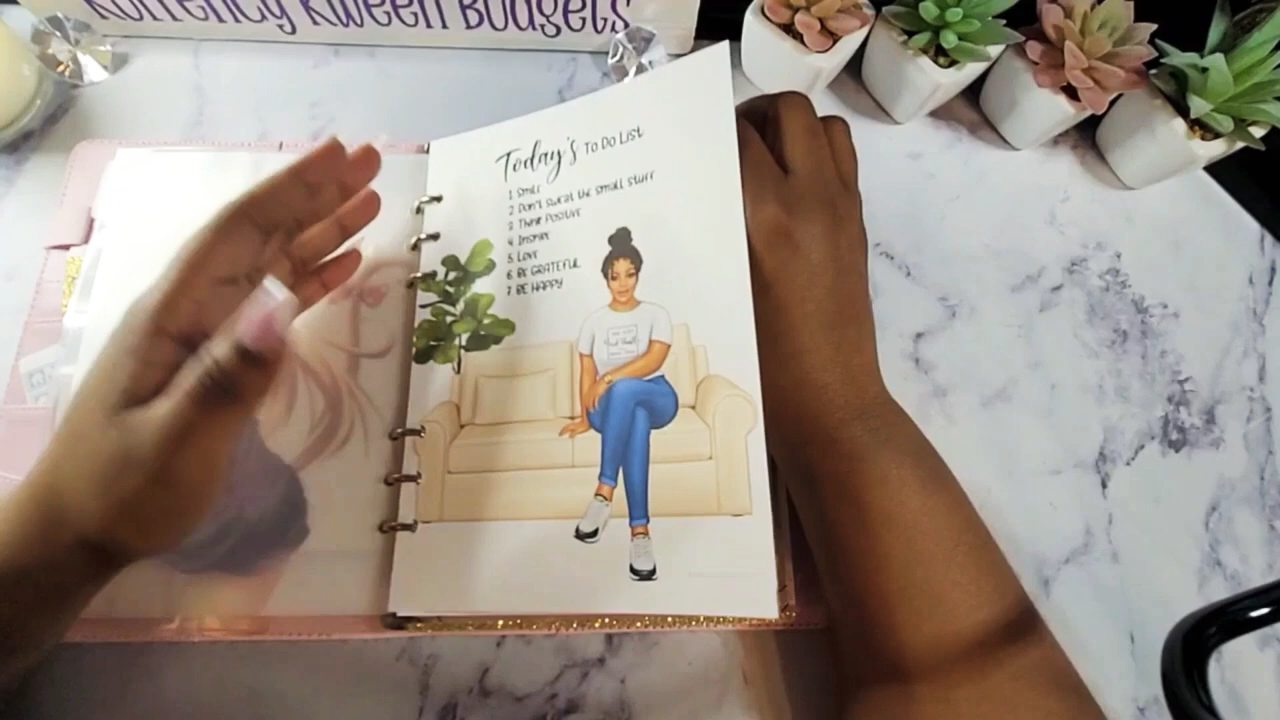 Kurrency Kween Budgets
Today's To Do List
1 Smile
2 Don't sweat the small stuff
3 Think Positive
4 Inspire
5 Love
6 BE GRATEFUL
7 BE HAPPY